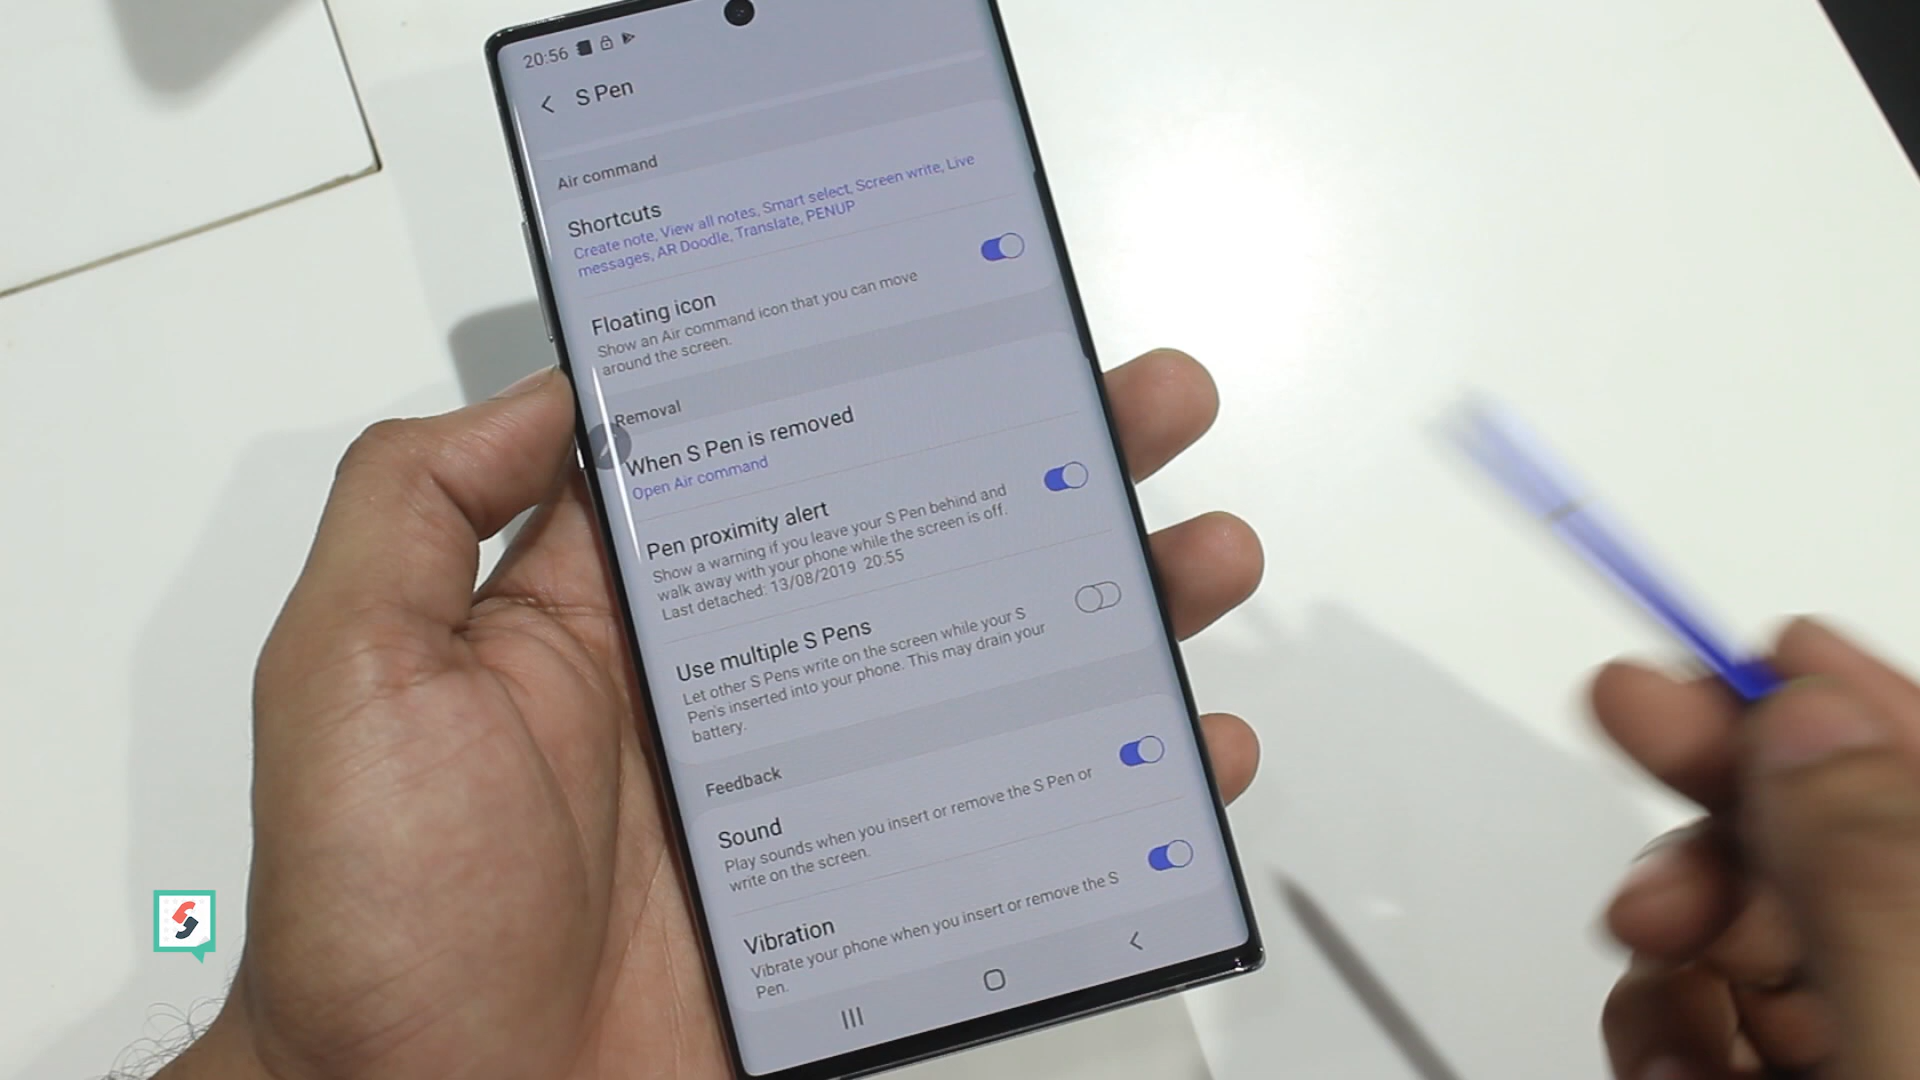 20:56
S Pen
Air command
Shortcuts
Create note, View all notes, Smart select, Screen write, Live
messages, AR Doodle, Translate, PENUP
Floating icon
Show an Air command icon that you can move
around the screen.
Removal
When S Pen is removed
Open Air command
Pen proximity alert
Show a warning if you leave your S Pen behind and
walk away with your phone while the screen is off.
Last detached: 13/08/2019 20:55
Use multiple S Pens
Let other S Pens write on the screen while your S
Pen's inserted into your phone. This may drain your
battery.
Feedback
Sound
Play sounds when you insert or remove the S Pen or
write on the screen.
Vibration
Vibrate your phone when you insert or remove the S
Pen.